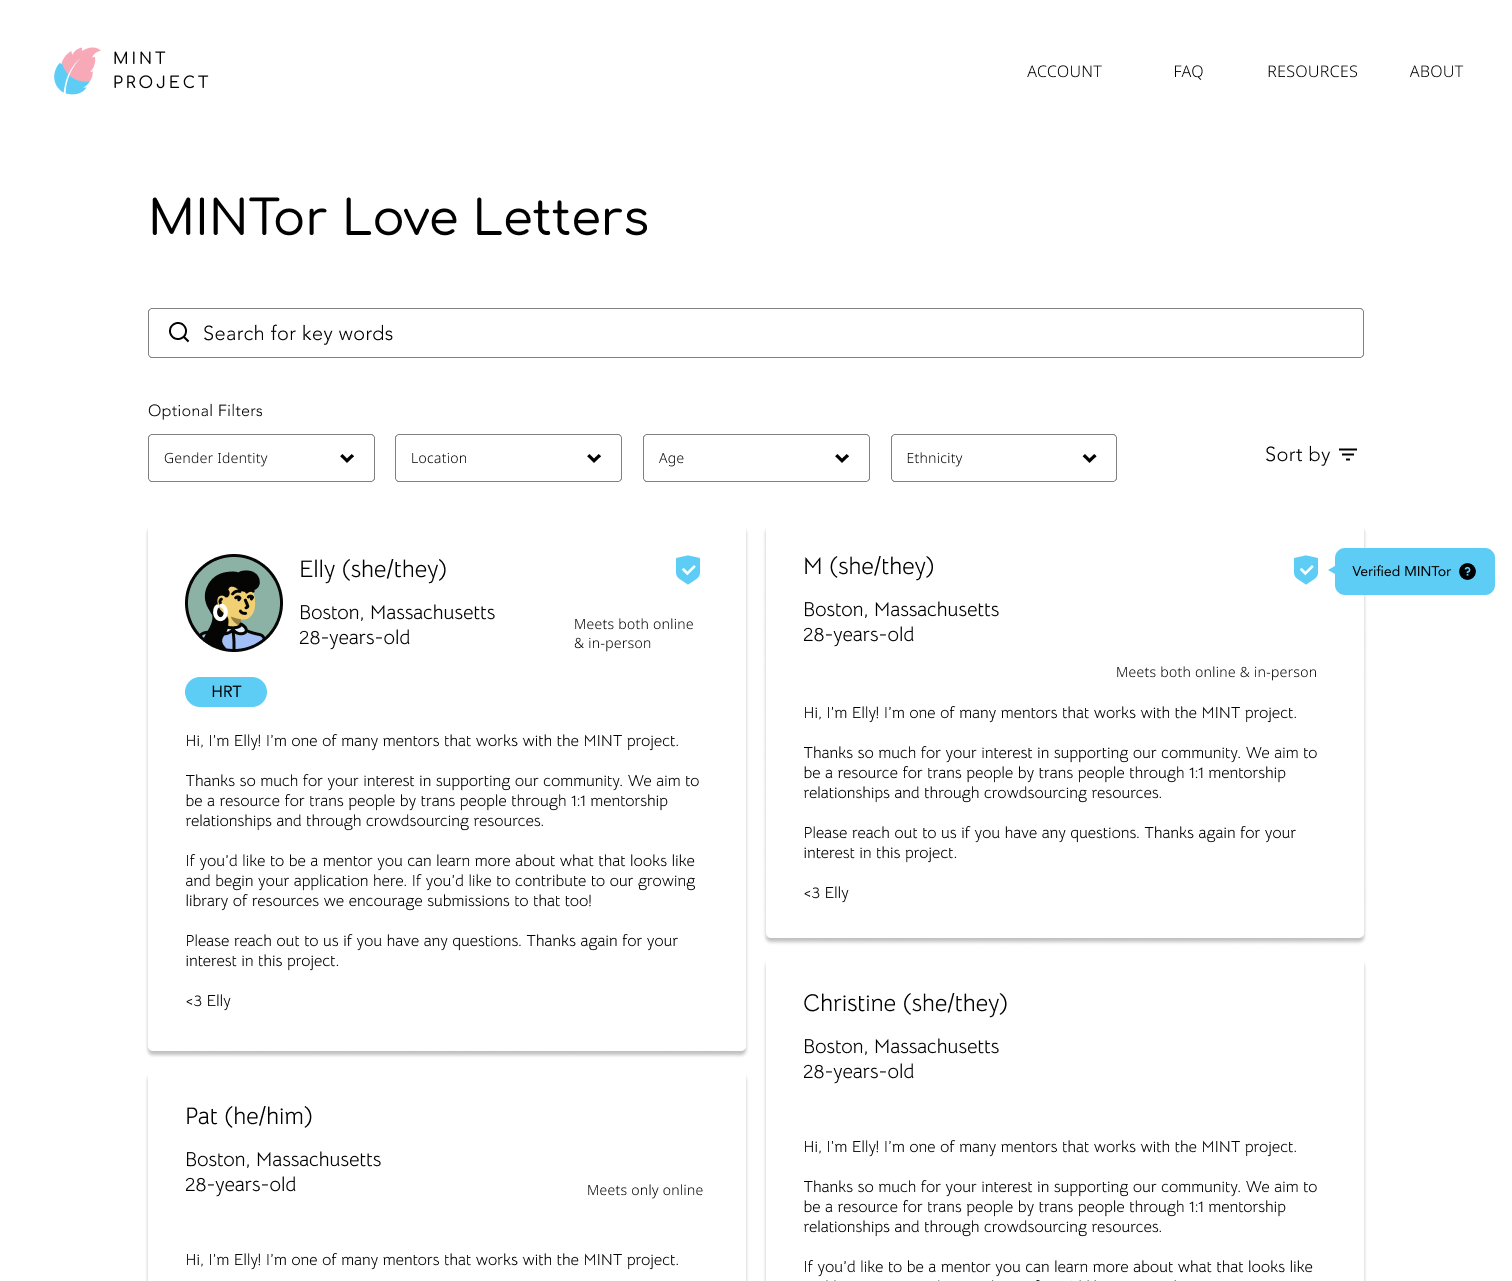 MINT
PROJECT
ACCOUNT
FAQ
RESOURCES
ABOUT
MINTor Love Letters
Search for key words
Optional Filters
Gender Identity
Location
Age
Ethnicity
Sort by
Elly (she/they)
Boston, Massachusetts
28-years-old
Meets both online
& in-person
HRT
Hi, I'm Elly! I'm one of many mentors that works with the MINT project.
Thanks so much for your interest in supporting our community. We aim to
be a resource for trans people by trans people through 1:1 mentorship
relationships and through crowdsourcing resources.
If you'd like to be a mentor you can learn more about what that looks like
and begin your application here. If you'd like to contribute to our growing
library of resources we encourage submissions to that too!
Please reach out to us if you have any questions. Thanks again for your
interest in this project.
<3 Elly
M (she/they)
Verified MINTor ?
Boston, Massachusetts
28-years-old
Meets both online & in-person
Hi, I'm Elly! I'm one of many mentors that works with the MINT project.
Thanks so much for your interest in supporting our community. We aim to
be a resource for trans people by trans people through 1:1 mentorship
relationships and through crowdsourcing resources.
Please reach out to us if you have any questions. Thanks again for your
interest in this project.
<3 Elly
Pat (he/him)
Boston, Massachusetts
28-years-old
Meets only online
Hi, I'm Elly! I'm one of many mentors that works with the MINT project.
Christine (she/they)
Boston, Massachusetts
28-years-old
Hi, I'm Elly! I'm one of many mentors that works with the MINT project.
Thanks so much for your interest in supporting our community. We aim to
be a resource for trans people by trans people through 1:1 mentorship
relationships and through crowdsourcing resources.
If you'd like to be a mentor you can learn more about what that looks like